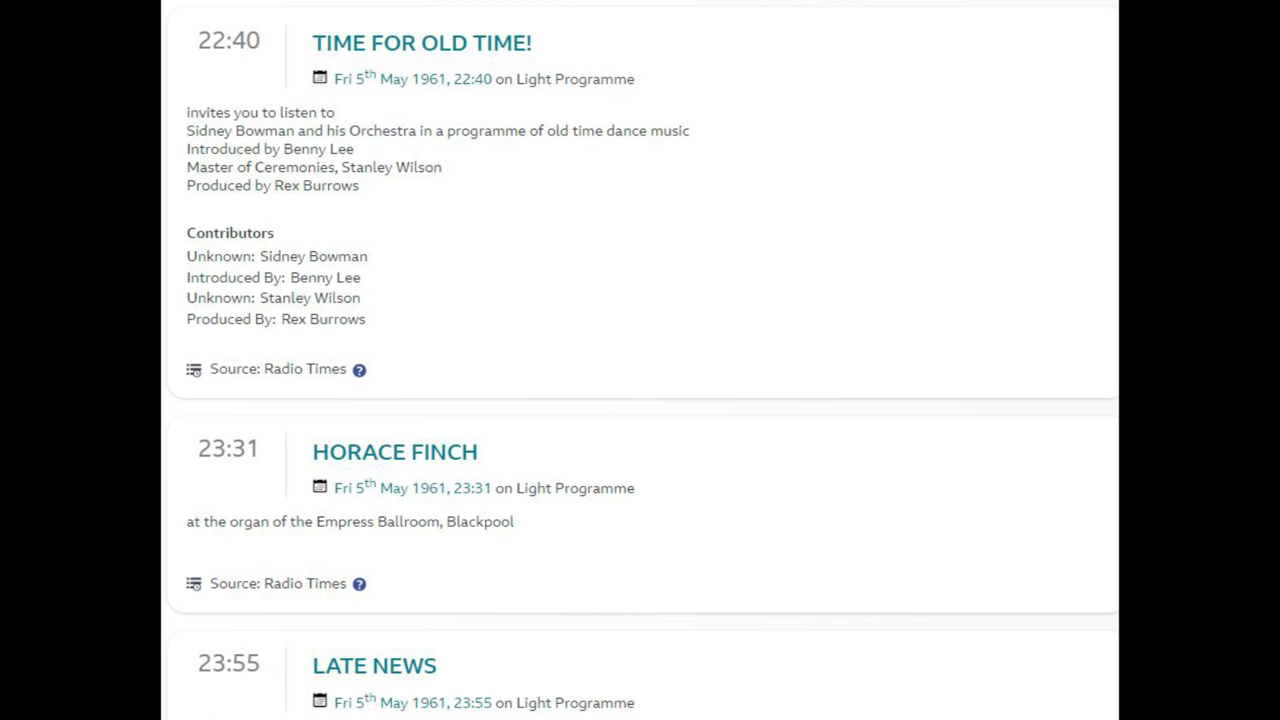 22:40
TIME FOR OLD TIME!
Fri 5th May 1961, 22:40 on Light Programme
invites you to listen to
Sidney Bowman and his Orchestra in a programme of old time dance music
Introduced by Benny Lee
Master of Ceremonies, Stanley Wilson
Produced by Rex Burrows
Contributors
Unknown: Sidney Bowman
Introduced By: Benny Lee
Unknown: Stanley Wilson
Produced By: Rex Burrows
Source: Radio Times ?
23:31
HORACE FINCH
Fri 5th May 1961, 23:31 on Light Programme
at the organ of the Empress Ballroom, Blackpool
Source: Radio Times ?
23:55
LATE NEWS
Fri 5th May 1961, 23:55 on Light Programme